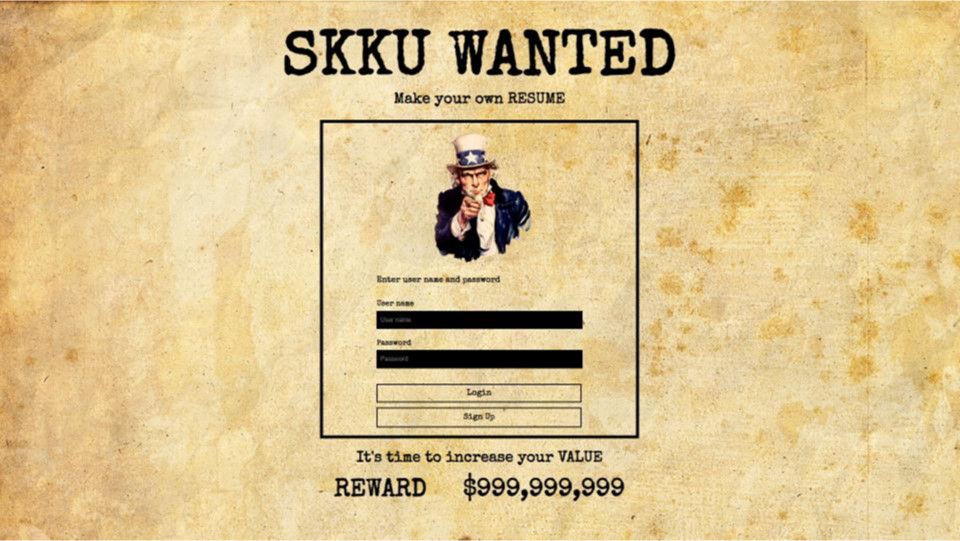 SKKU WANTED
Make your own RESUME
Enter user name and password
User name
User name
Password
Password
Login
Sign Up
It's time to increase your VALUE
REWARD $999,999,999